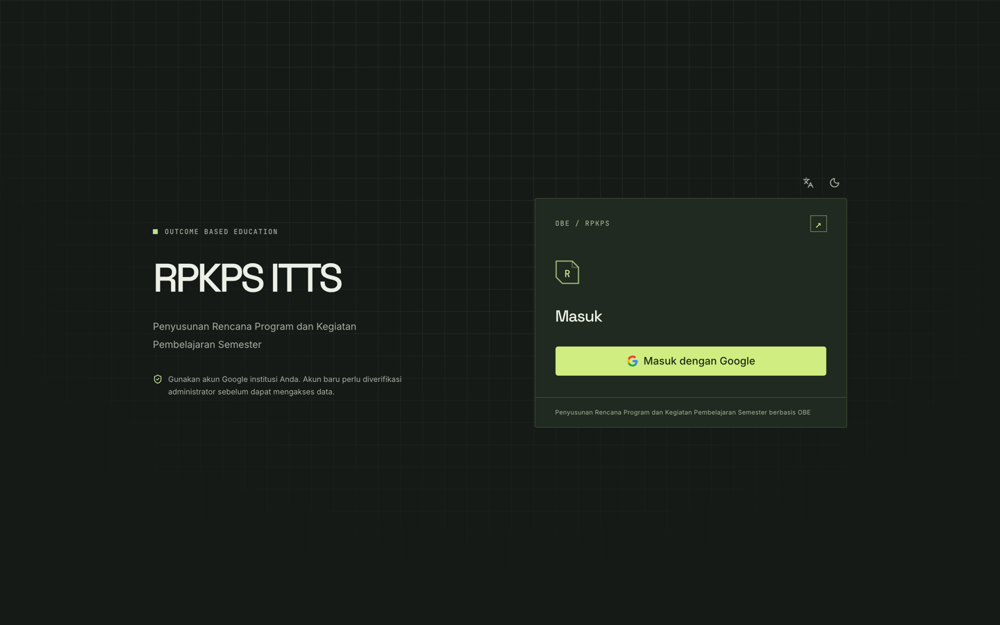 OUTCOME BASED EDUCATION
RPKPS ITTS
Penyusunan Rencana Program dan Kegiatan
Pembelajaran Semester
Gunakan akun Google institusi Anda. Akun baru perlu diverifikasi
administrator sebelum dapat mengakses data.
OBE / RPKPS
R
Masuk
Masuk dengan Google
Penyusunan Rencana Program dan Kegiatan Pembelajaran Semester berbasis OBE